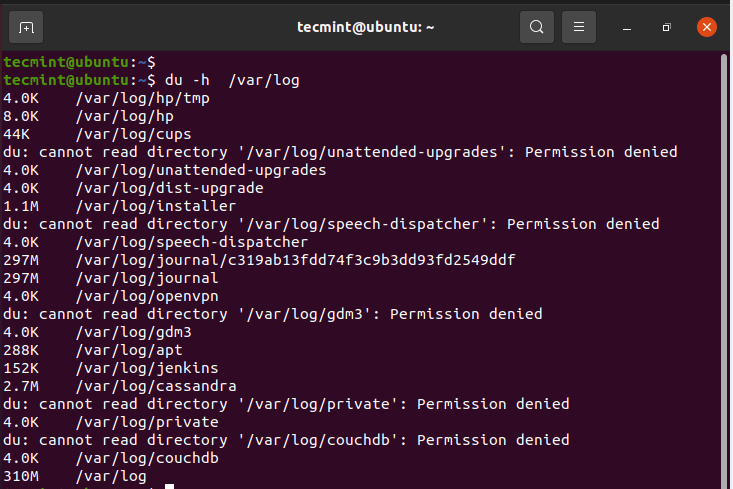 tecmint@ubuntu: ~
tecmint@ubuntu:~$
tecmint@ubuntu:~$ du -h  /var/log
4.0K    /var/log/hp/tmp
8.0K    /var/log/hp
44K     /var/log/cups
du: cannot read directory '/var/log/unattended-upgrades': Permission denied
4.0K    /var/log/unattended-upgrades
4.0K    /var/log/dist-upgrade
1.1M    /var/log/installer
du: cannot read directory '/var/log/speech-dispatcher': Permission denied
4.0K    /var/log/speech-dispatcher
297M    /var/log/journal/c319ab13fdd74f3c9b3dd93fd2549ddf
297M    /var/log/journal
4.0K    /var/log/openvpn
du: cannot read directory '/var/log/gdm3': Permission denied
4.0K    /var/log/gdm3
288K    /var/log/apt
152K    /var/log/jenkins
2.7M    /var/log/cassandra
du: cannot read directory '/var/log/private': Permission denied
4.0K    /var/log/private
du: cannot read directory '/var/log/couchdb': Permission denied
4.0K    /var/log/couchdb
310M    /var/log